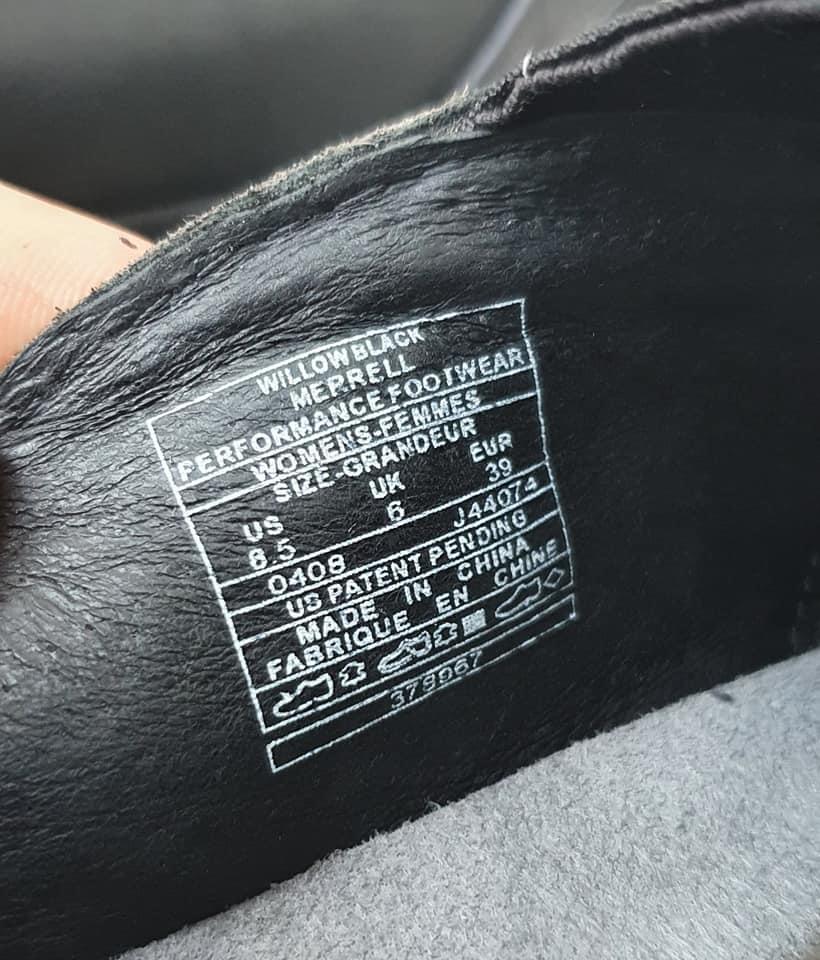 WILLOW BLACK
MERRELL
PERFORMANCE FOOTWEAR
WOMENS-FEMMES
SIZE-GRANDEUR
US UK EUR
8.5 6 39
0408 J44074
US PATENT PENDING
MADE IN CHINA
FABRIQUE EN CHINE
379967